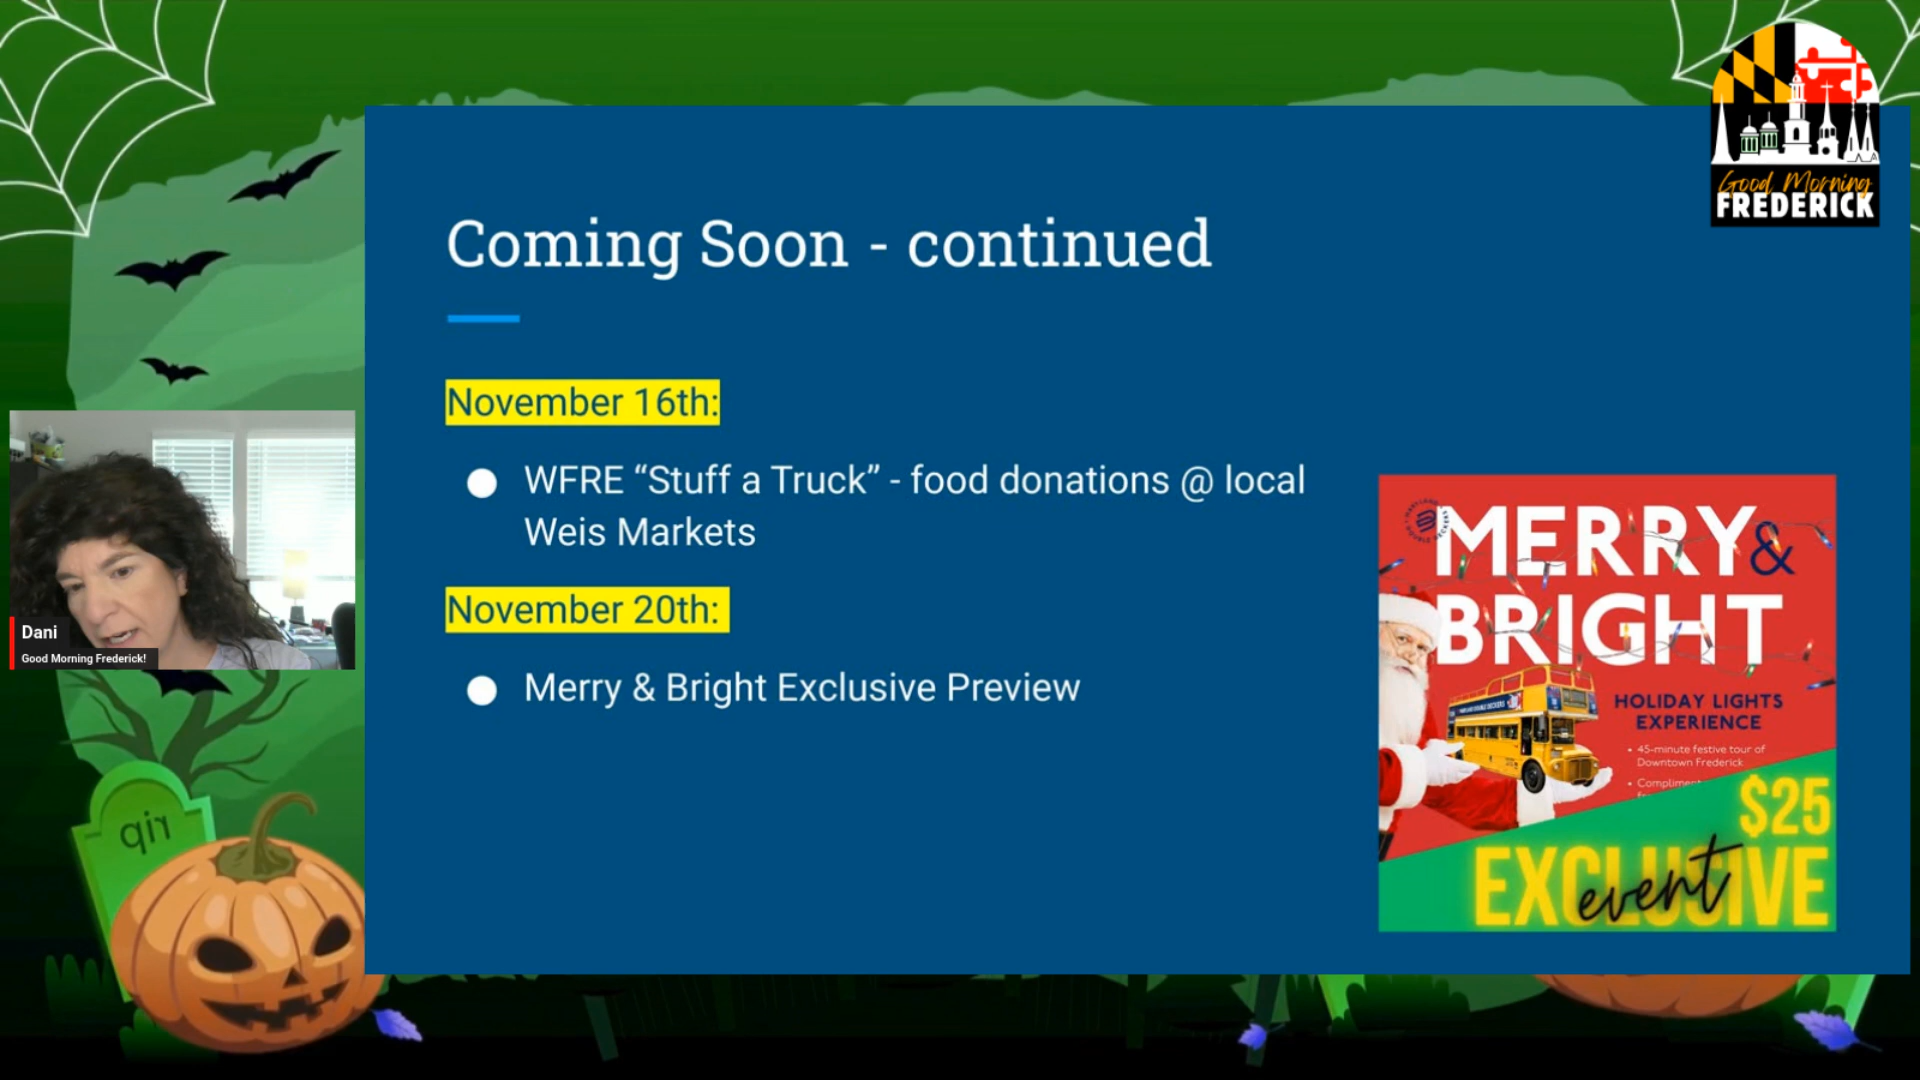 Good Morning
FREDERICK
Coming Soon - continued
November 16th:
WFRE “Stuff a Truck” - food donations @ local
Weis Markets
November 20th:
Merry & Bright Exclusive Preview
MERRY &
BRIGHT
HOLIDAY LIGHTS
EXPERIENCE
• 45-minute festive tour of
Downtown Frederick
$25
EXCLUSIVE
event
Dani
Good Morning Frederick!
rip